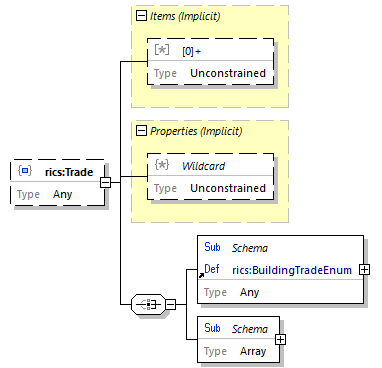 Items (Implicit)
[*] [0]+
Type Unconstrained
Properties (Implicit)
{*} Wildcard
Type Unconstrained
rics:Trade
Type Any
Sub Schema
Def rics:BuildingTradeEnum
Type Any
Sub Schema
Type Array